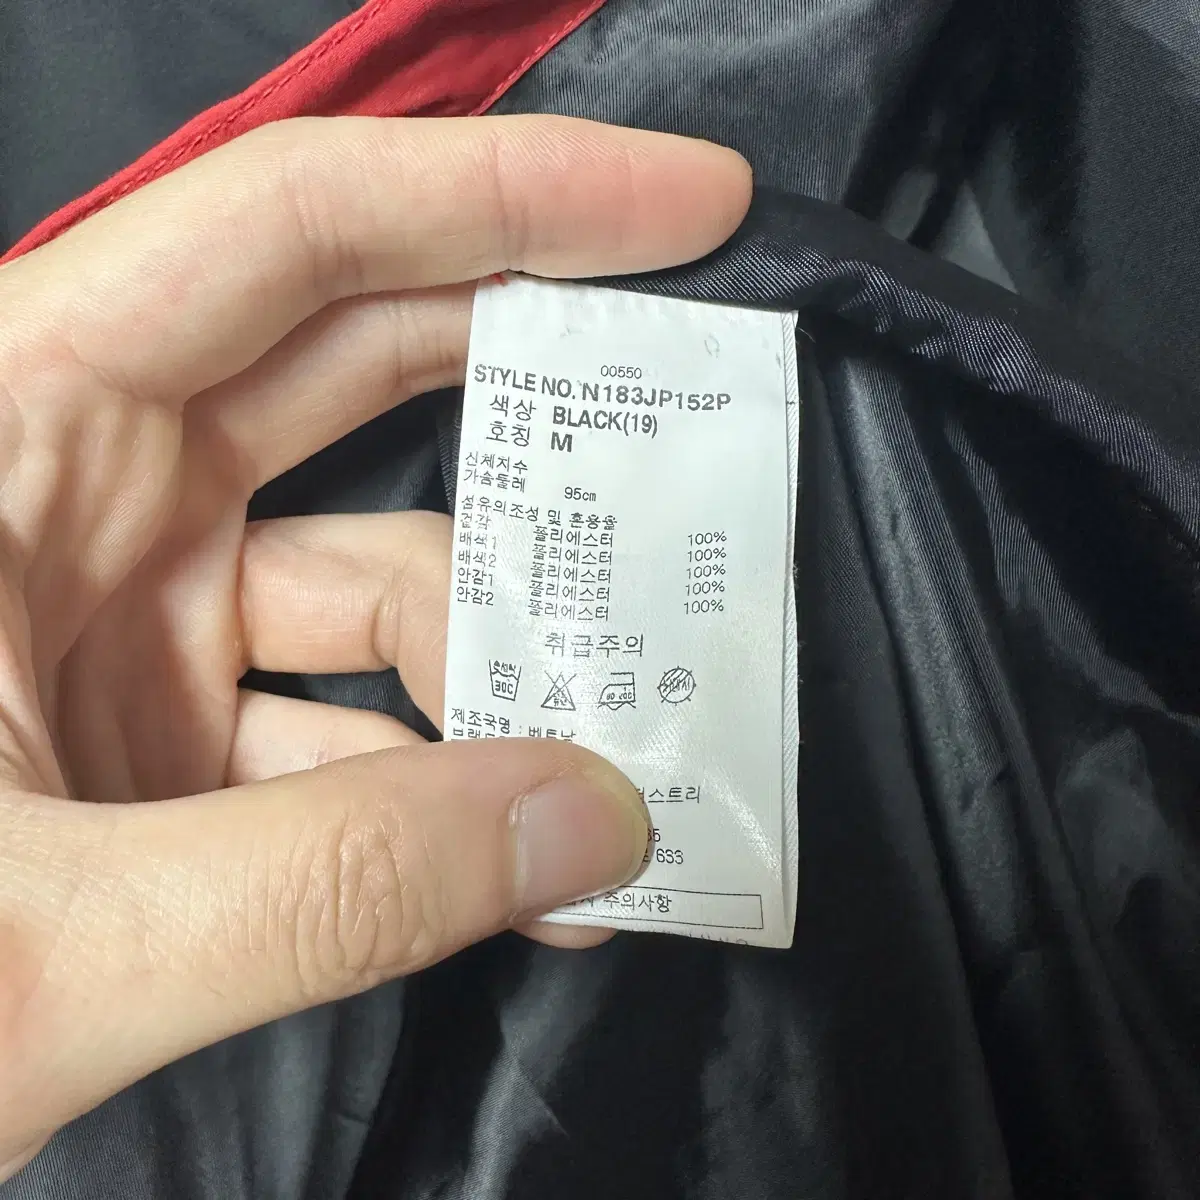 00550
STYLE NO. N183JP152P
색상 BLACK(19)
호칭 M
신체치수
가슴둘레 95cm
섬유의조성 및 혼용율
겉감 폴리에스터 100%
배색1 폴리에스터 100%
배색2 폴리에스터 100%
안감1 폴리에스터 100%
안감2 폴리에스터 100%
취급주의
제조국명 : 베트남
스트리
633
주의사항